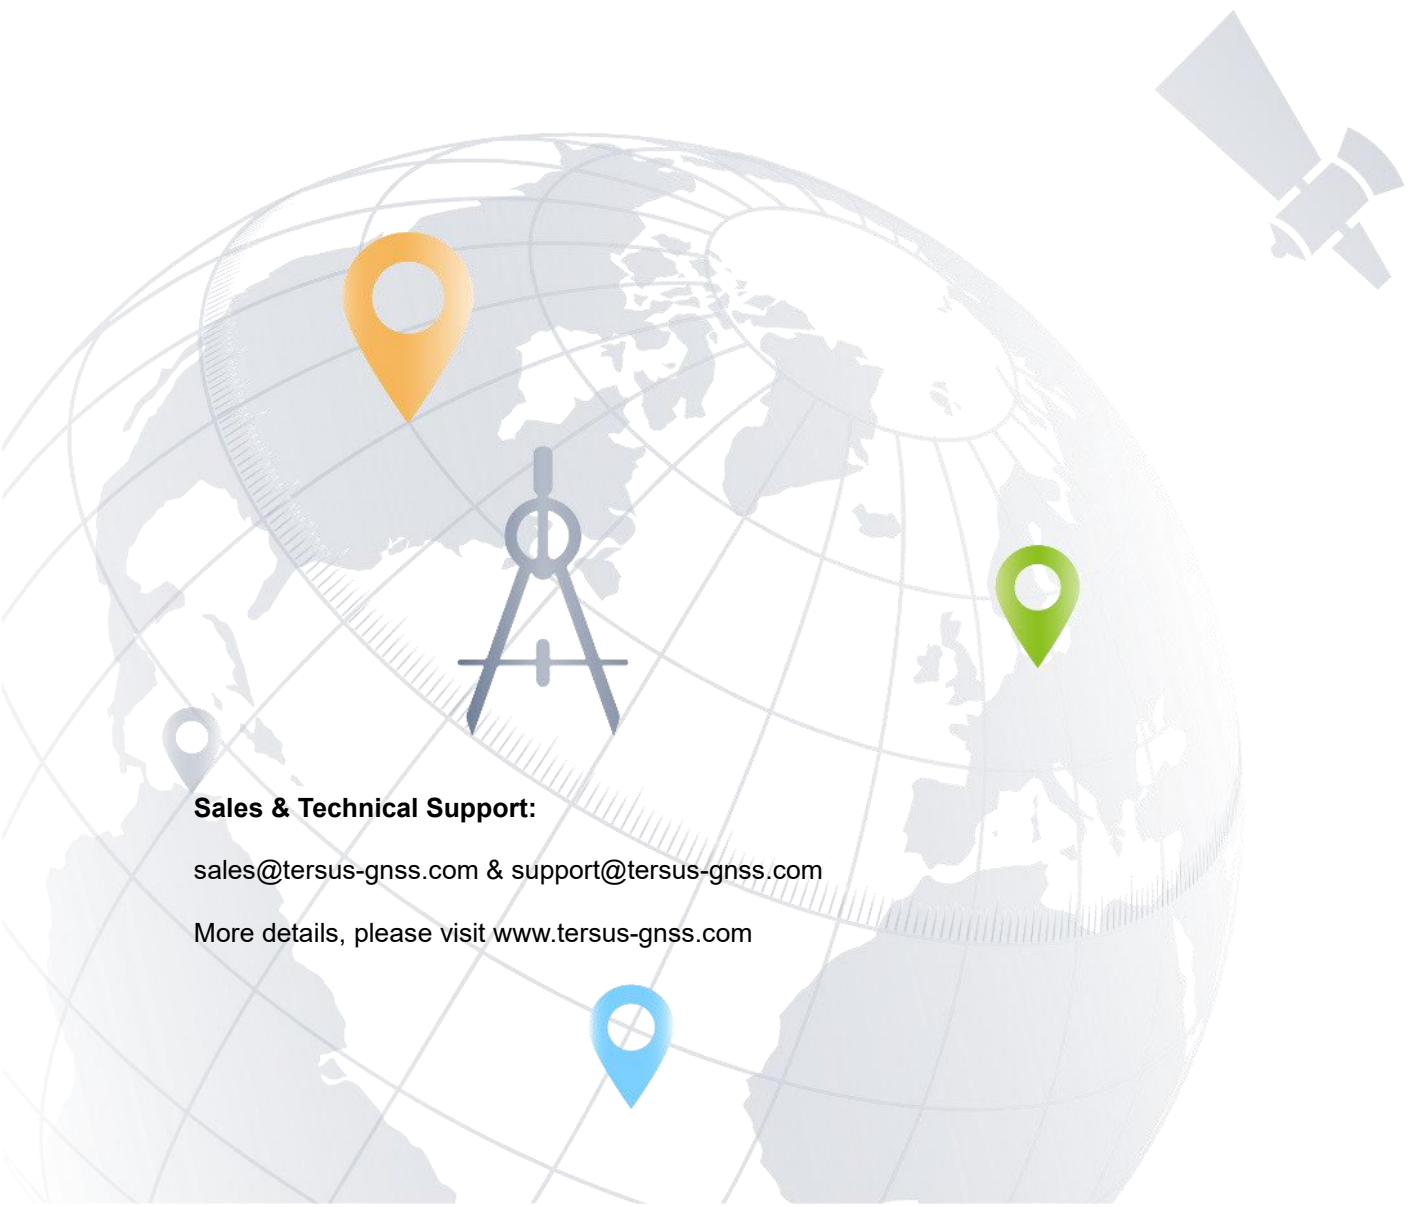 Sales & Technical Support:
sales@tersus-gnss.com & support@tersus-gnss.com
More details, please visit www.tersus-gnss.com